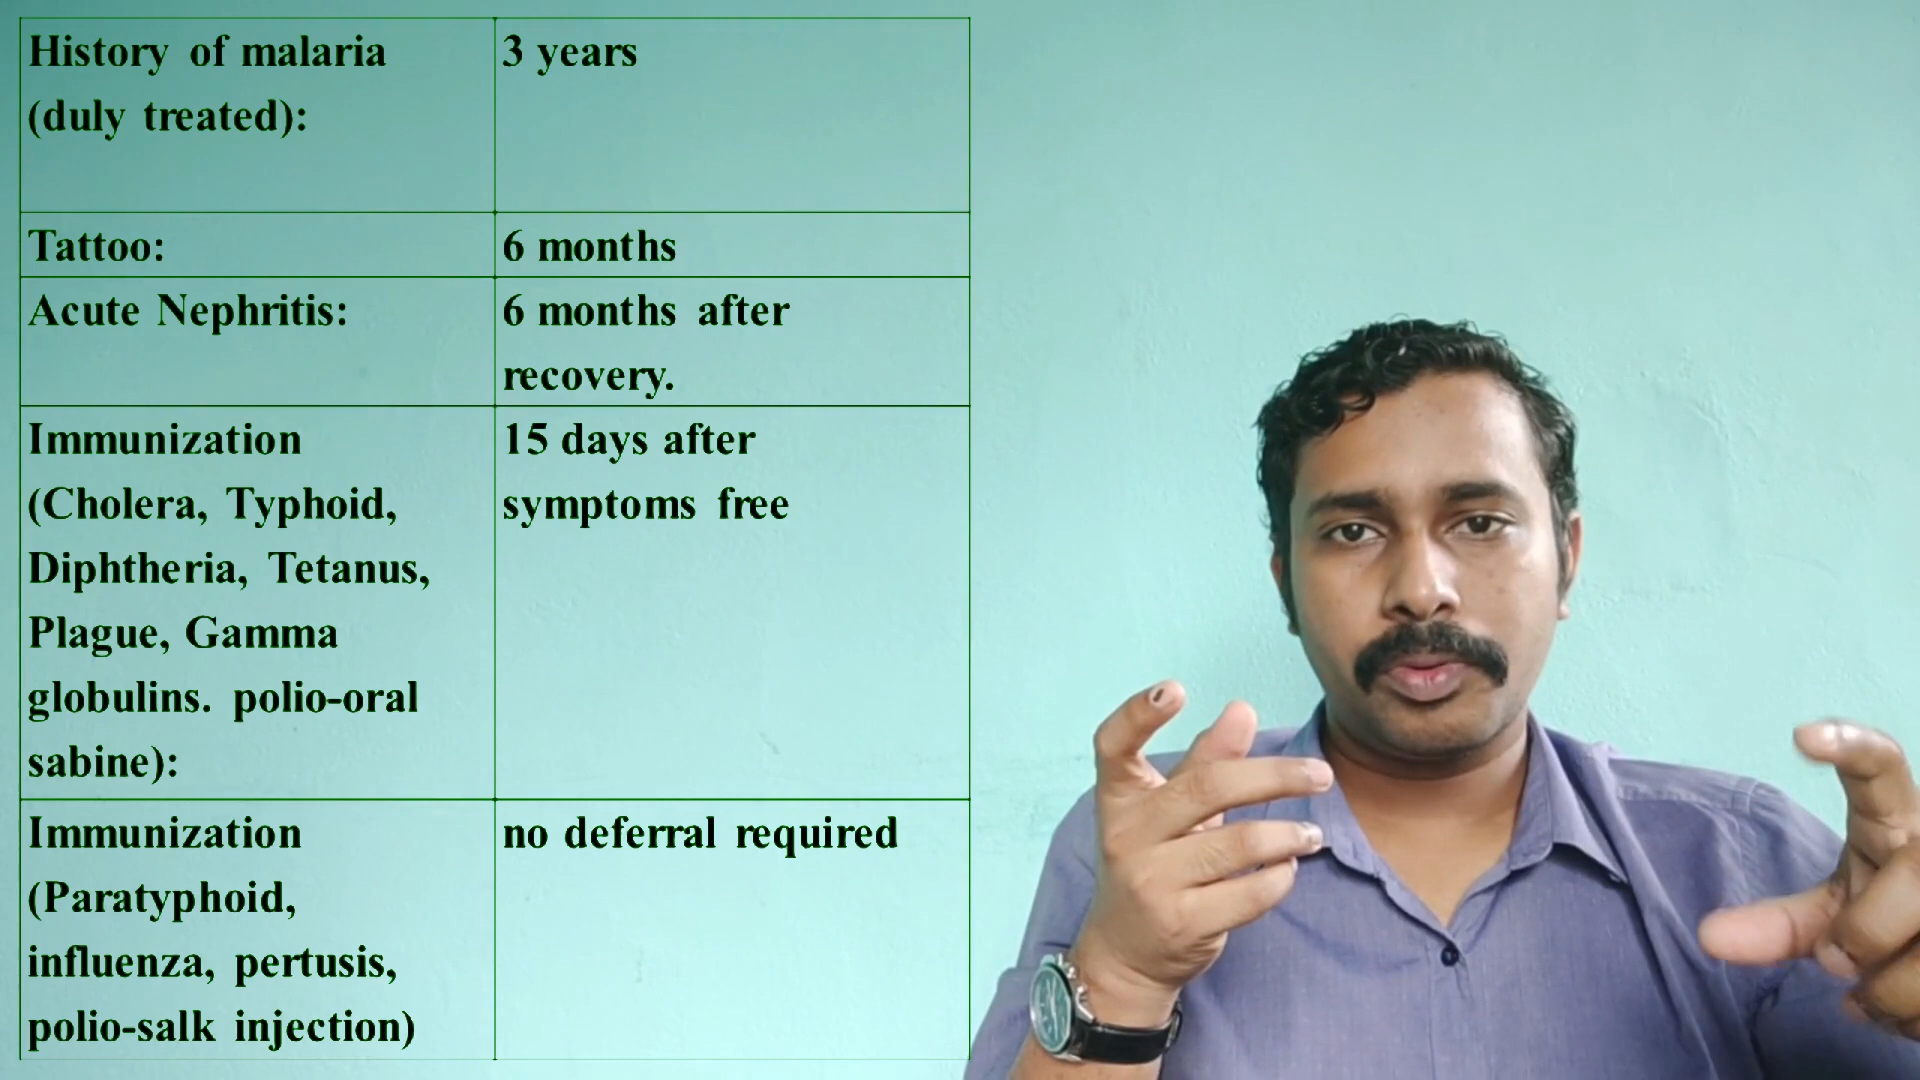 History of malaria
(duly treated):
3 years
Tattoo:
6 months
Acute Nephritis:
6 months after
recovery.
Immunization
(Cholera, Typhoid,
Diphtheria, Tetanus,
Plague, Gamma
globulins. polio-oral
sabine):
15 days after
symptoms free
Immunization
(Paratyphoid,
influenza, pertusis,
polio-salk injection)
no deferral required